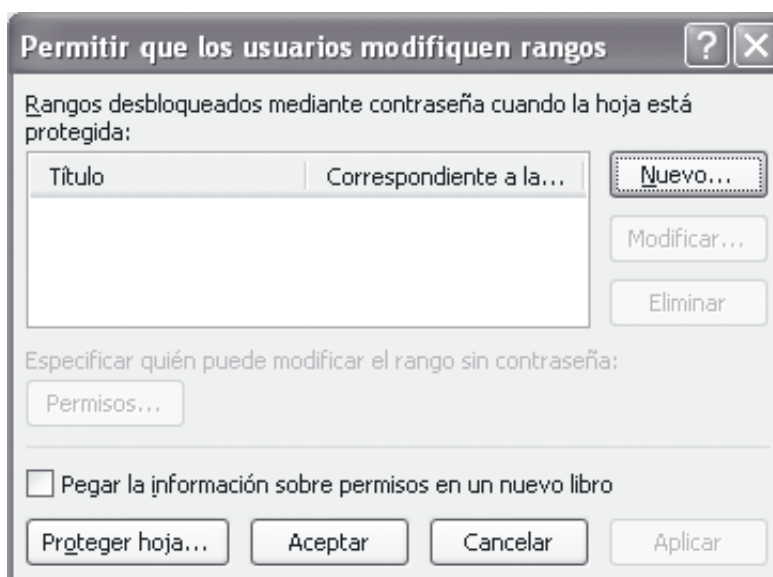 Permitir que los usuarios modifiquen rangos
Rangos desbloqueados mediante contraseña cuando la hoja está
protegida:
Título Correspondiente a la...
Nuevo...
Modificar...
Eliminar
Especificar quién puede modificar el rango sin contraseña:
Permisos...
Pegar la información sobre permisos en un nuevo libro
Proteger hoja... Aceptar Cancelar Aplicar